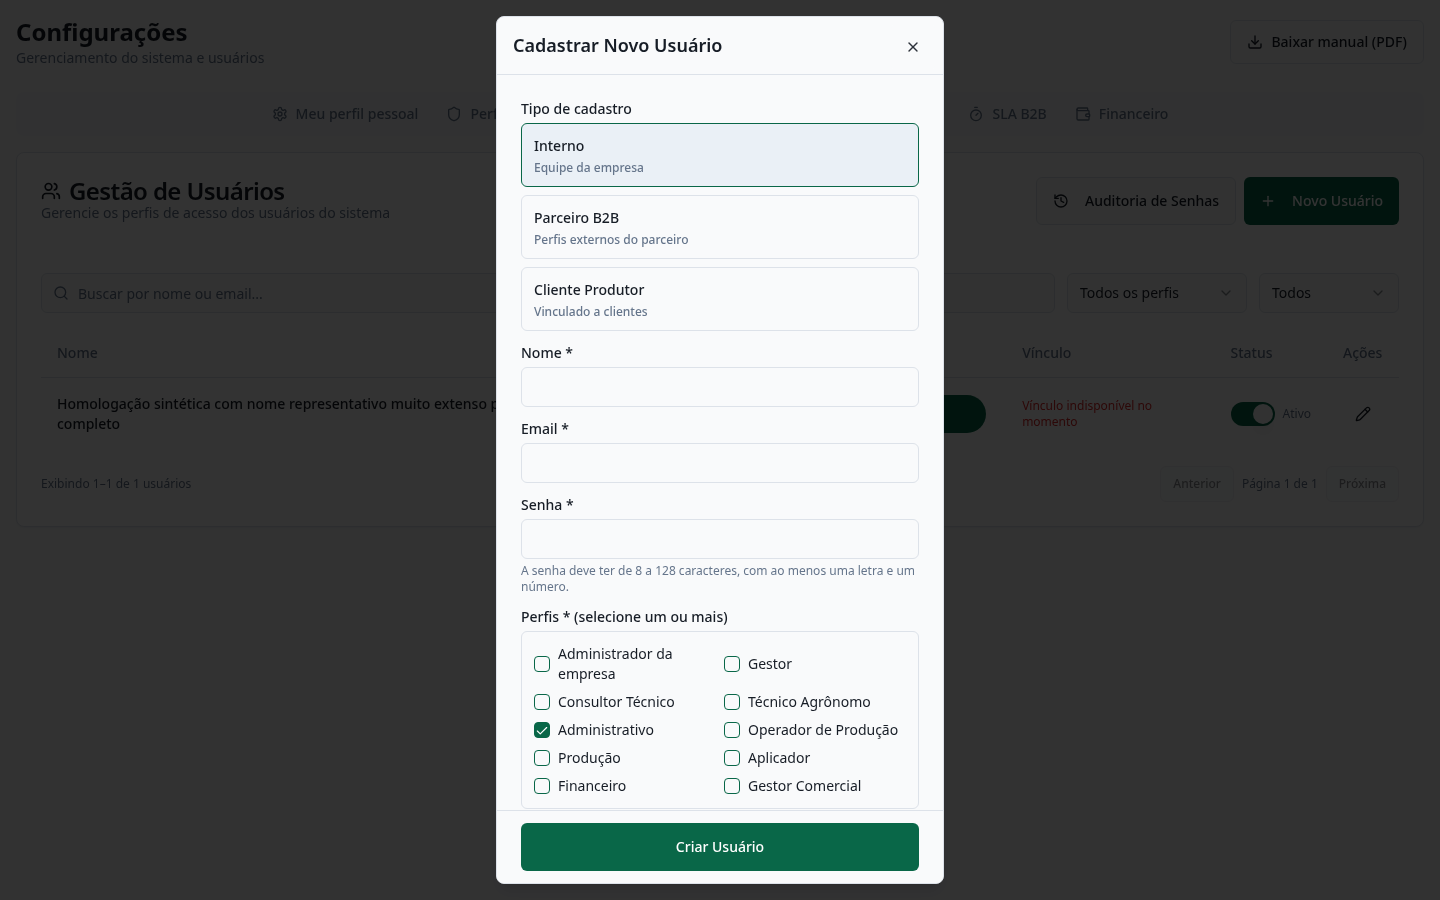 Configurações
Gerenciamento do sistema e usuários
Baixar manual (PDF)
Meu perfil pessoal
Perf
SLA B2B
Financeiro
Gestão de Usuários
Gerencie os perfis de acesso dos usuários do sistema
Auditoria de Senhas
Novo Usuário
Buscar por nome ou email...
Todos os perfis
Todos
Nome
Vínculo
Status
Ações
Homologação sintética com nome representativo muito extenso p
completo
Vínculo indisponível no
momento
Ativo
Exibindo 1–1 de 1 usuários
Anterior
Página 1 de 1
Próxima
Cadastrar Novo Usuário
Tipo de cadastro
Interno
Equipe da empresa
Parceiro B2B
Perfis externos do parceiro
Cliente Produtor
Vinculado a clientes
Nome *
Email *
Senha *
A senha deve ter de 8 a 128 caracteres, com ao menos uma letra e um
número.
Perfis * (selecione um ou mais)
Administrador da
empresa
Gestor
Consultor Técnico
Técnico Agrônomo
Administrativo
Operador de Produção
Produção
Aplicador
Financeiro
Gestor Comercial
Criar Usuário